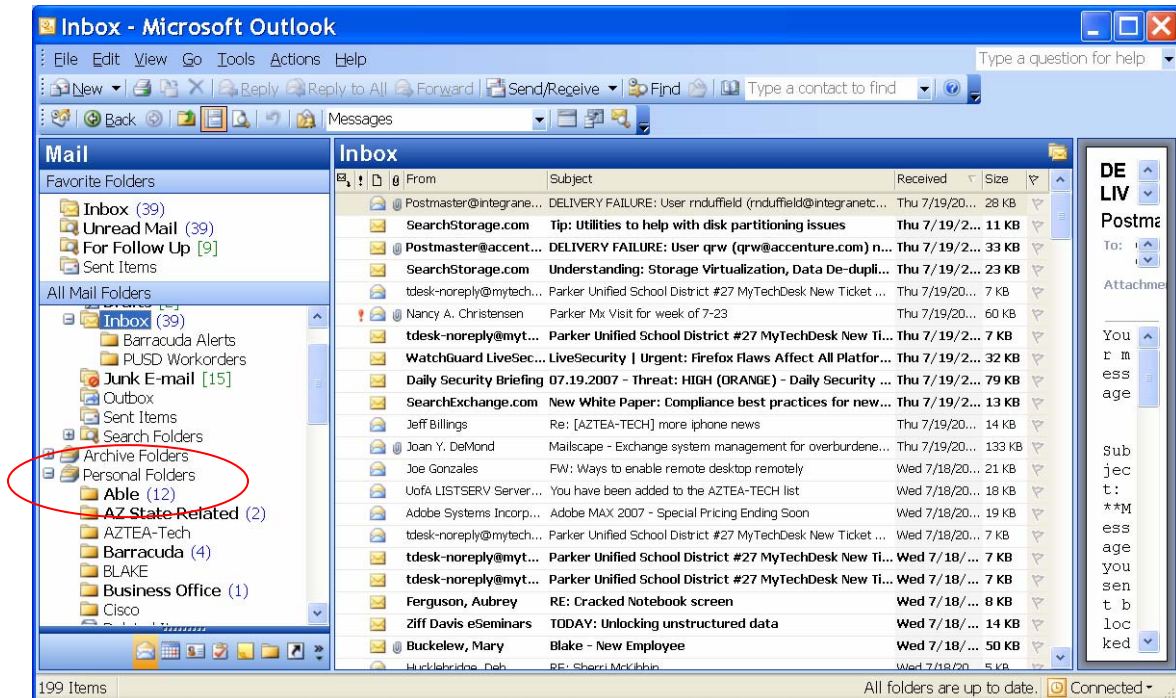 Inbox - Microsoft Outlook
File Edit View Go Tools Actions Help Type a question for help
New Reply Reply to All Forward Send/Receive Find Type a contact to find
Back Messages
Mail
Favorite Folders
Inbox (39)
Unread Mail (39)
For Follow Up [9]
Sent Items
All Mail Folders
Inbox (39)
Barracuda Alerts
PUSD Workorders
Junk E-mail [15]
Outbox
Sent Items
Search Folders
Archive Folders
Personal Folders
Able (12)
AZ State Related (2)
AZTEA-Tech
Barracuda (4)
BLAKE
Business Office (1)
Cisco
Inbox
From Subject Received Size
Postmaster@integrane... DELIVERY FAILURE: User rnduffield (rnduffield@integranetc... Thu 7/19/20... 28 KB
SearchStorage.com Tip: Utilities to help with disk partitioning issues Thu 7/19/2... 11 KB
Postmaster@accent... DELIVERY FAILURE: User qrw (qrw@accenture.com) n... Thu 7/19/2... 33 KB
SearchStorage.com Understanding: Storage Virtualization, Data De-dupli... Thu 7/19/2... 23 KB
tdesk-noreply@mytech... Parker Unified School District #27 MyTechDesk New Ticket ... Thu 7/19/20... 7 KB
Nancy A. Christensen Parker Mx Visit for week of 7-23 Thu 7/19/20... 60 KB
tdesk-noreply@myt... Parker Unified School District #27 MyTechDesk New Ti... Thu 7/19/2... 7 KB
WatchGuard LiveSec... LiveSecurity | Urgent: Firefox Flaws Affect All Platfor... Thu 7/19/2... 32 KB
Daily Security Briefing 07.19.2007 - Threat: HIGH (ORANGE) - Daily Security ... Thu 7/19/2... 79 KB
SearchExchange.com New White Paper: Compliance best practices for new... Thu 7/19/2... 13 KB
Jeff Billings Re: [AZTEA-TECH] more iphone news Thu 7/19/20... 14 KB
Joan Y. DeMond Mailscape - Exchange system management for overburdene... Thu 7/19/20... 133 KB
Joe Gonzales FW: Ways to enable remote desktop remotely Wed 7/18/20... 21 KB
UofA LISTSERV Server... You have been added to the AZTEA-TECH list Wed 7/18/20... 18 KB
Adobe Systems Incorp... Adobe MAX 2007 - Special Pricing Ending Soon Wed 7/18/20... 19 KB
tdesk-noreply@mytech... Parker Unified School District #27 MyTechDesk New Ticket ... Wed 7/18/20... 7 KB
tdesk-noreply@myt... Parker Unified School District #27 MyTechDesk New Ti... Wed 7/18/... 7 KB
tdesk-noreply@myt... Parker Unified School District #27 MyTechDesk New Ti... Wed 7/18/... 7 KB
Ferguson, Aubrey RE: Cracked Notebook screen Wed 7/18/... 8 KB
Ziff Davis eSeminars TODAY: Unlocking unstructured data Wed 7/18/... 14 KB
Buckelew, Mary Blake - New Employee Wed 7/18/... 50 KB
Hucklebridge, Deb RE: Sherri McKibbin Wed 7/18/20... 5 KB
DE
LIV
Postma
To:
Attachme
You
r m
ess
age
Sub
jec
t:
**M
ess
age
you
sen
t b
loc
ked
199 Items All folders are up to date. Connected